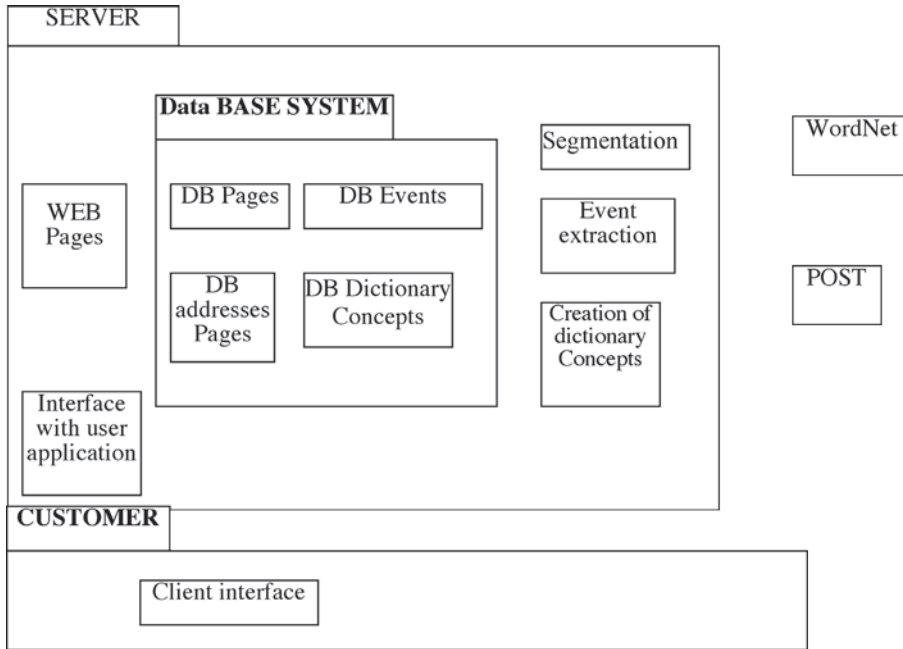 SERVER
Data BASE SYSTEM
Segmentation
WordNet
WEB
Pages
DB Pages
DB Events
Event
extraction
DB
addresses
Pages
DB Dictionary
Concepts
POST
Creation of
dictionary
Concepts
Interface
with user
application
CUSTOMER
Client interface